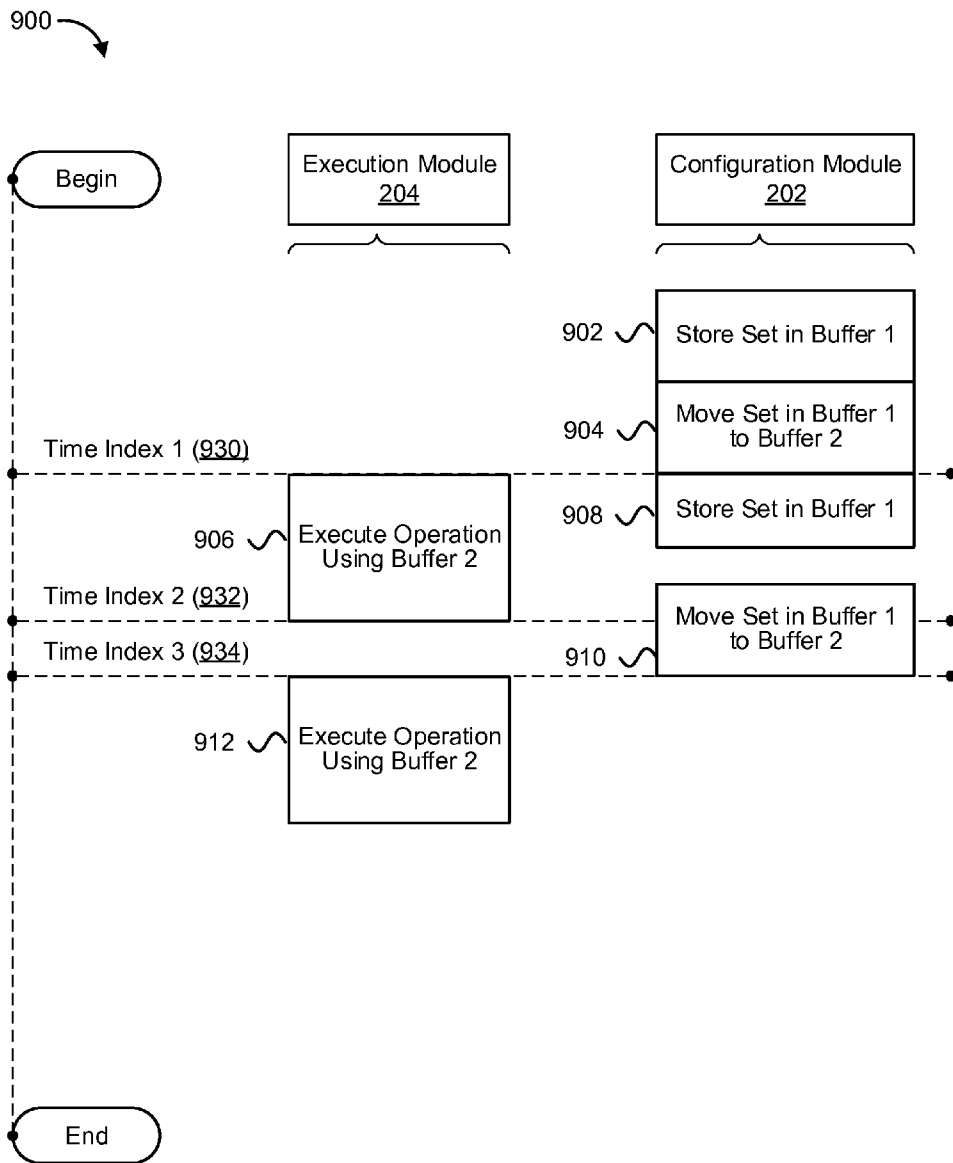 900
Begin
Execution Module
204
Configuration Module
202
902
Store Set in Buffer 1
904
Move Set in Buffer 1
to Buffer 2
Time Index 1 (930)
906
Execute Operation
Using Buffer 2
908
Store Set in Buffer 1
Time Index 2 (932)
Move Set in Buffer 1
to Buffer 2
Time Index 3 (934)
910
912
Execute Operation
Using Buffer 2
End